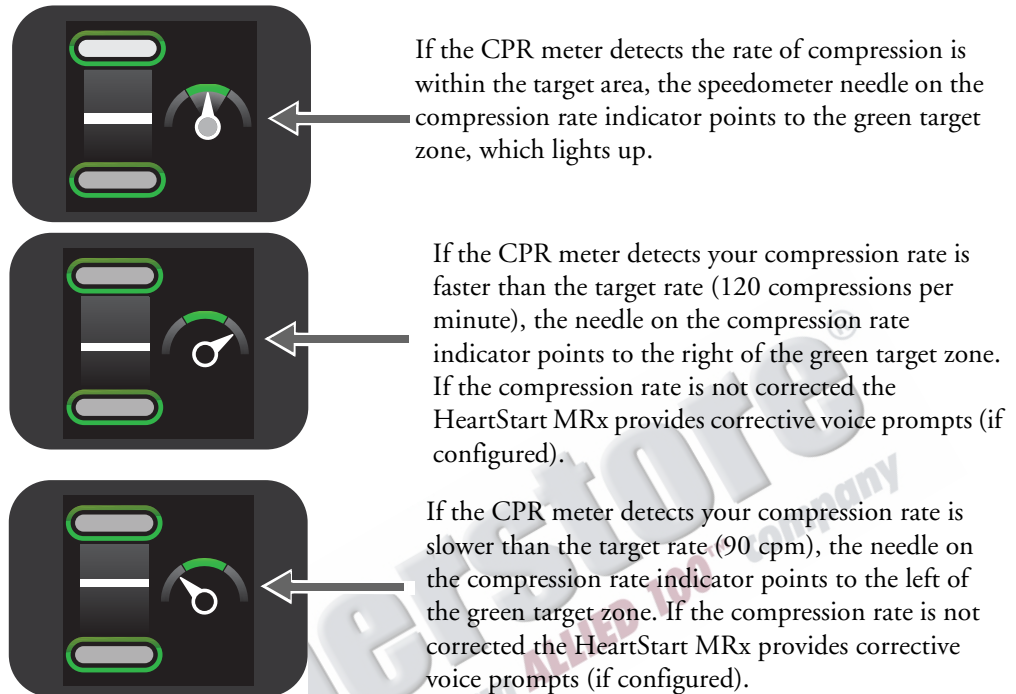 If the CPR meter detects the rate of compression is
within the target area, the speedometer needle on the
compression rate indicator points to the green target
zone, which lights up.
If the CPR meter detects your compression rate is
faster than the target rate (120 compressions per
minute), the needle on the compression rate
indicator points to the right of the green target zone.
If the compression rate is not corrected the
HeartStart MRx provides corrective voice prompts (if
configured).
If the CPR meter detects your compression rate is
slower than the target rate (90 cpm), the needle on
the compression rate indicator points to the left of
the green target zone. If the compression rate is not
corrected the HeartStart MRx provides corrective
voice prompts (if configured).
erstore®
ALLIED 100™ company